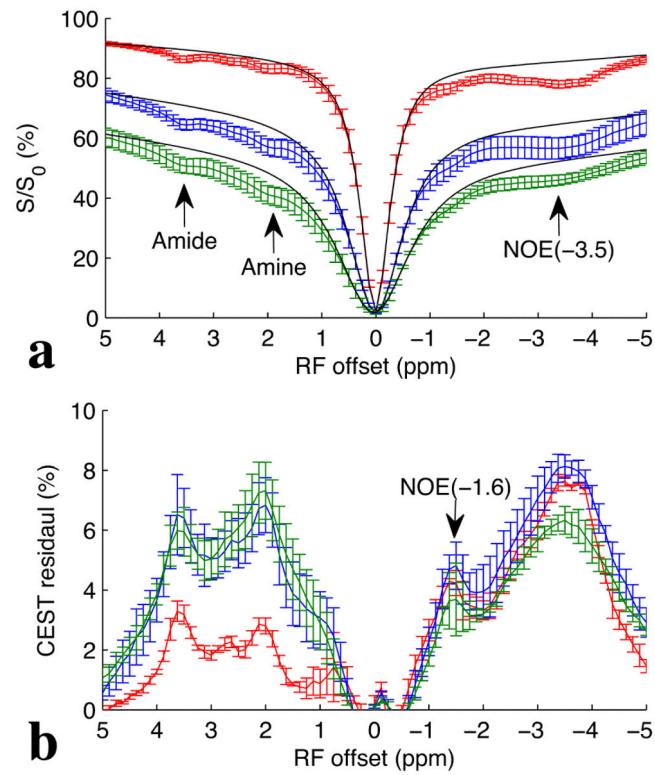 100
80
60
40
20
0
S/S0 (%)
Amide
Amine
NOE(−3.5)
5 4 3 2 1 0 −1 −2 −3 −4 −5
RF offset (ppm)
a
10
8
6
4
2
0
CEST residaul (%)
NOE(−1.6)
5 4 3 2 1 0 −1 −2 −3 −4 −5
RF offset (ppm)
b